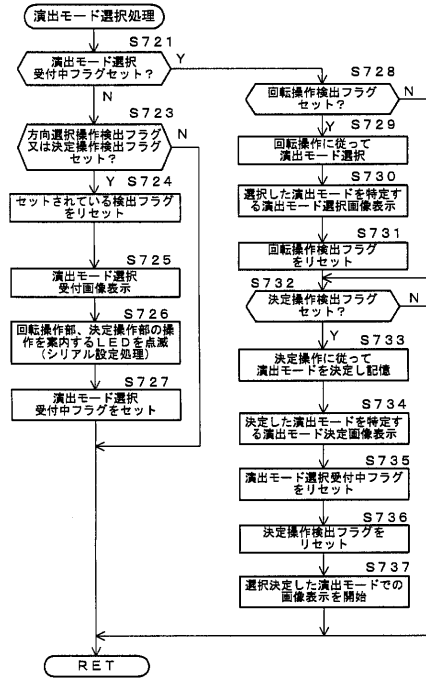 演出モード選択処理
S721
演出モード選択
受付中フラグセット？
Y
N
S723
方向選択操作検出フラグ
又は決定操作検出フラグ
セット？
N
Y
S724
セットされている検出フラグ
をリセット
S725
演出モード選択
受付画像表示
S726
回転操作部、決定操作部の操
作を案内するLEDを点滅
（シリアル設定処理）
S727
演出モード選択
受付中フラグをセット
S728
回転操作検出フラグ
セット？
N
Y
S729
回転操作に従って
演出モード選択
S730
選択した演出モードを特定す
る演出モード選択画像表示
S731
回転操作検出フラグ
をリセット
S732
決定操作検出フラグ
セット？
N
Y
S733
決定操作に従って
演出モードを決定し記憶
S734
決定した演出モードを特定す
る演出モード決定画像表示
S735
演出モード選択受付中フラグ
をリセット
S736
決定操作検出フラグを
リセット
S737
選択決定した演出モードでの
画像表示を開始
RET